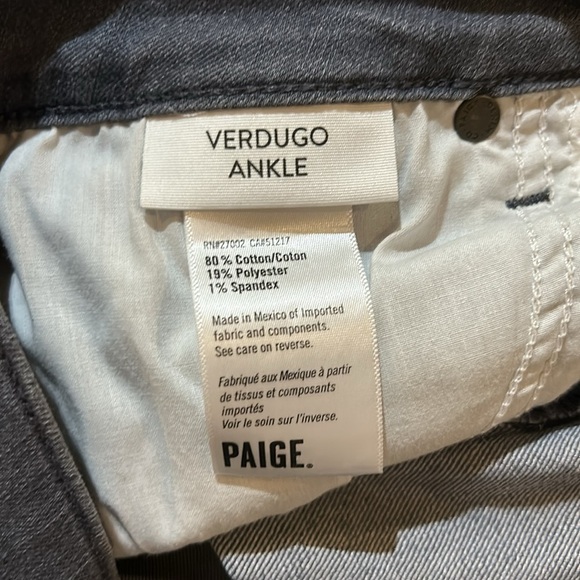 VERDUGO
ANKLE
RN#27002 CA#51217
80% Cotton/Coton
19% Polyester
1% Spandex
Made in Mexico of Imported
fabric and components.
See care on reverse.
Fabriqué aux Mexique à partir
de tissus et composants
importés
Voir le soin sur l'inverse.
PAIGE.